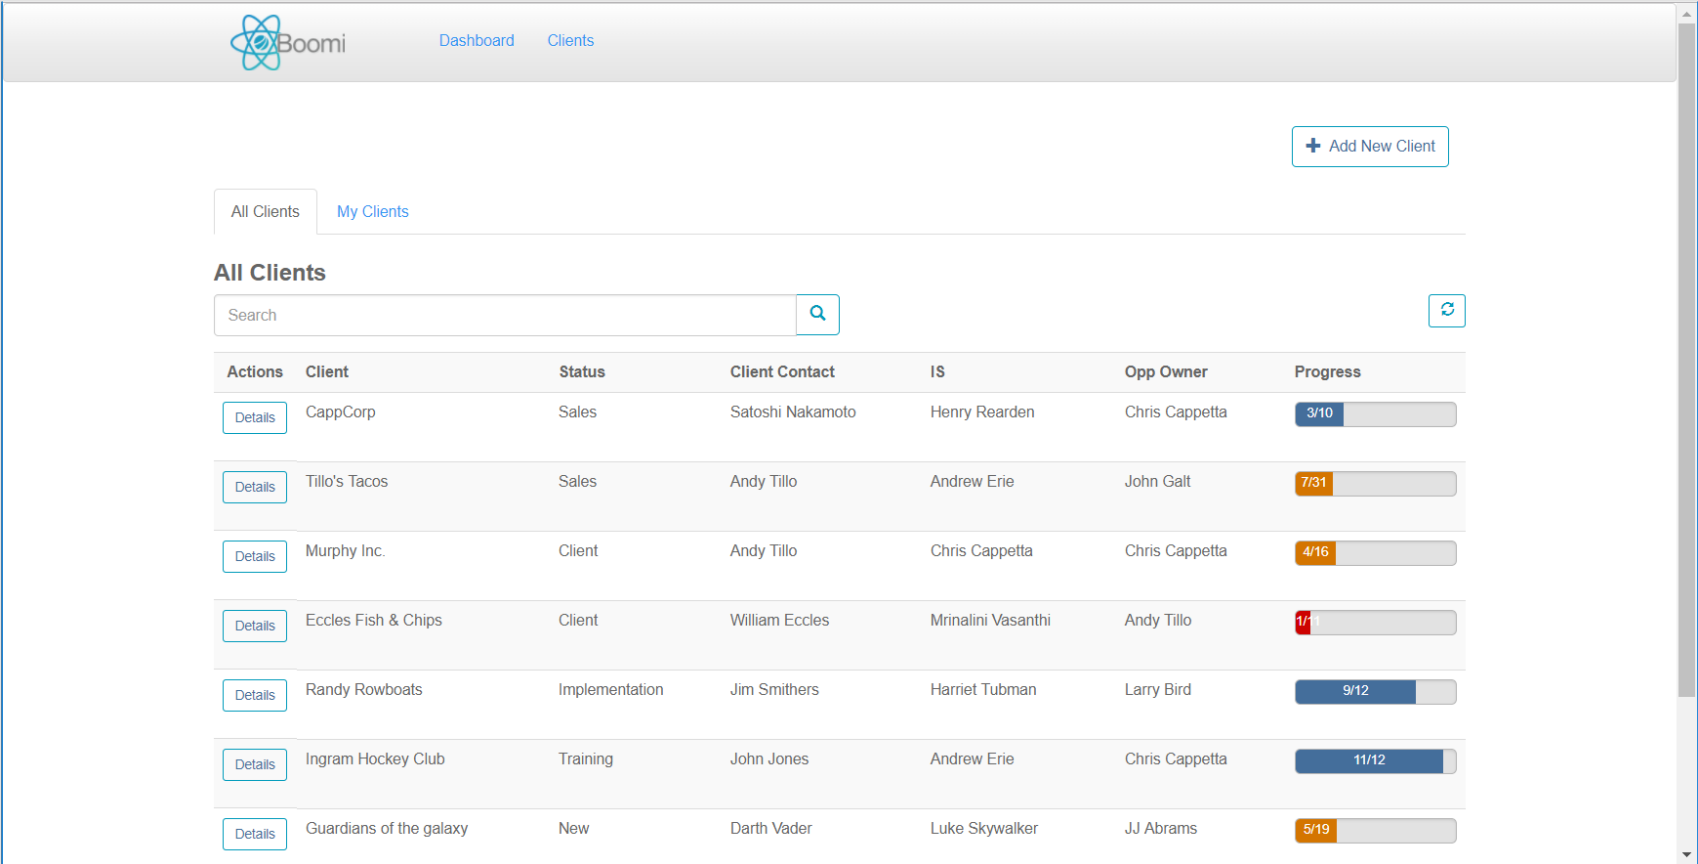 Boomi
Dashboard Clients
Add New Client
All Clients My Clients
All Clients
Search
Actions Client Status Client Contact IS Opp Owner Progress
Details CappCorp Sales Satoshi Nakamoto Henry Rearden Chris Cappetta 3/10
Details Tillo's Tacos Sales Andy Tillo Andrew Erie John Galt 7/31
Details Murphy Inc. Client Andy Tillo Chris Cappetta Chris Cappetta 4/16
Details Eccles Fish & Chips Client William Eccles Mrinalini Vasanthi Andy Tillo 1/11
Details Randy Rowboats Implementation Jim Smithers Harriet Tubman Larry Bird 9/12
Details Ingram Hockey Club Training John Jones Andrew Erie Chris Cappetta 11/12
Details Guardians of the galaxy New Darth Vader Luke Skywalker JJ Abrams 5/19